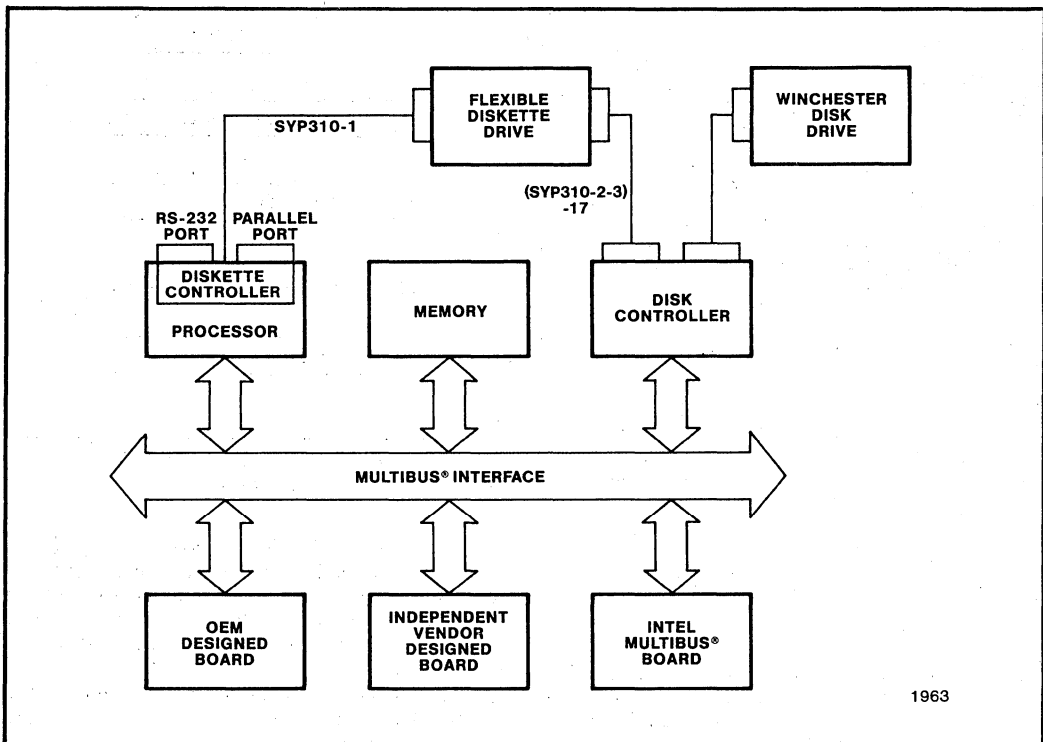 FLEXIBLE
DISKETTE
DRIVE
WINCHESTER
DISK
DRIVE
SYP310-1
(SYP310-2-3)
-17
RS-232
PORT
PARALLEL
PORT
DISKETTE
CONTROLLER
PROCESSOR
MEMORY
DISK
CONTROLLER
MULTIBUS® INTERFACE
OEM
DESIGNED
BOARD
INDEPENDENT
VENDOR
DESIGNED
BOARD
INTEL
MULTIBUS®
BOARD
1963